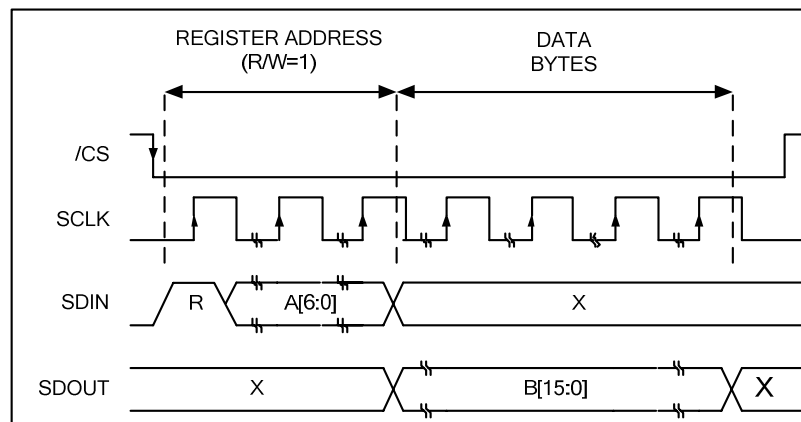 REGISTER ADDRESS
(R/W=1)
DATA
BYTES
/CS
SCLK
SDIN
R
A[6:0]
X
SDOUT
X
B[15:0]
X